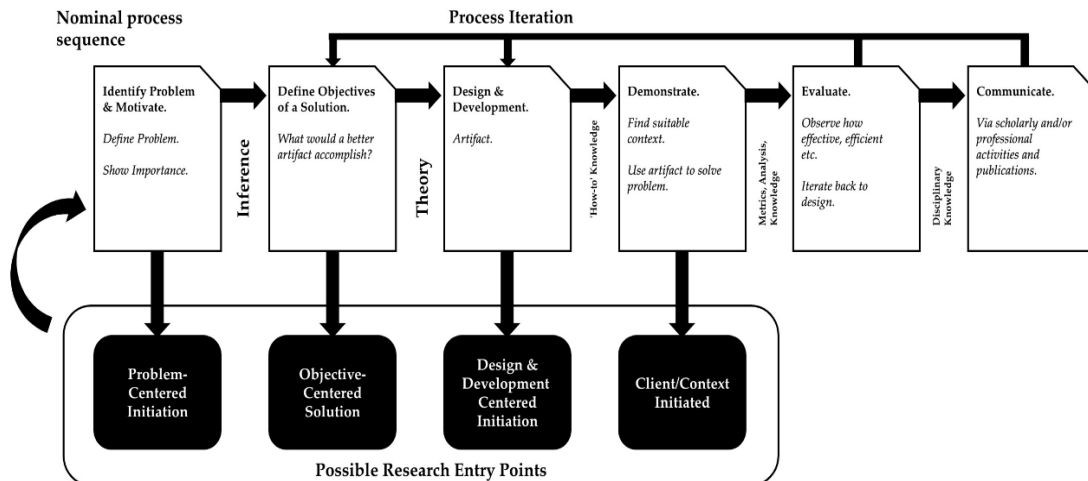 Nominal process
sequence
Process Iteration
Identify Problem
& Motivate.
Define Problem.
Show Importance.
Inference
Define Objectives
of a Solution.
What would a better
artifact accomplish?
Theory
Design &
Development.
Artifact.
'How-to' Knowledge
Demonstrate.
Find suitable
context.
Use artifact to solve
problem.
Metrics, Analysis,
Knowledge
Evaluate.
Observe how
effective, efficient
etc.
Iterate back to
design.
Disciplinary
Knowledge
Communicate.
Via scholarly and/or
professional
activities and
publications.
Problem-
Centered
Initiation
Objective-
Centered
Solution
Design &
Development
Centered
Initiation
Client/Context
Initiated
Possible Research Entry Points